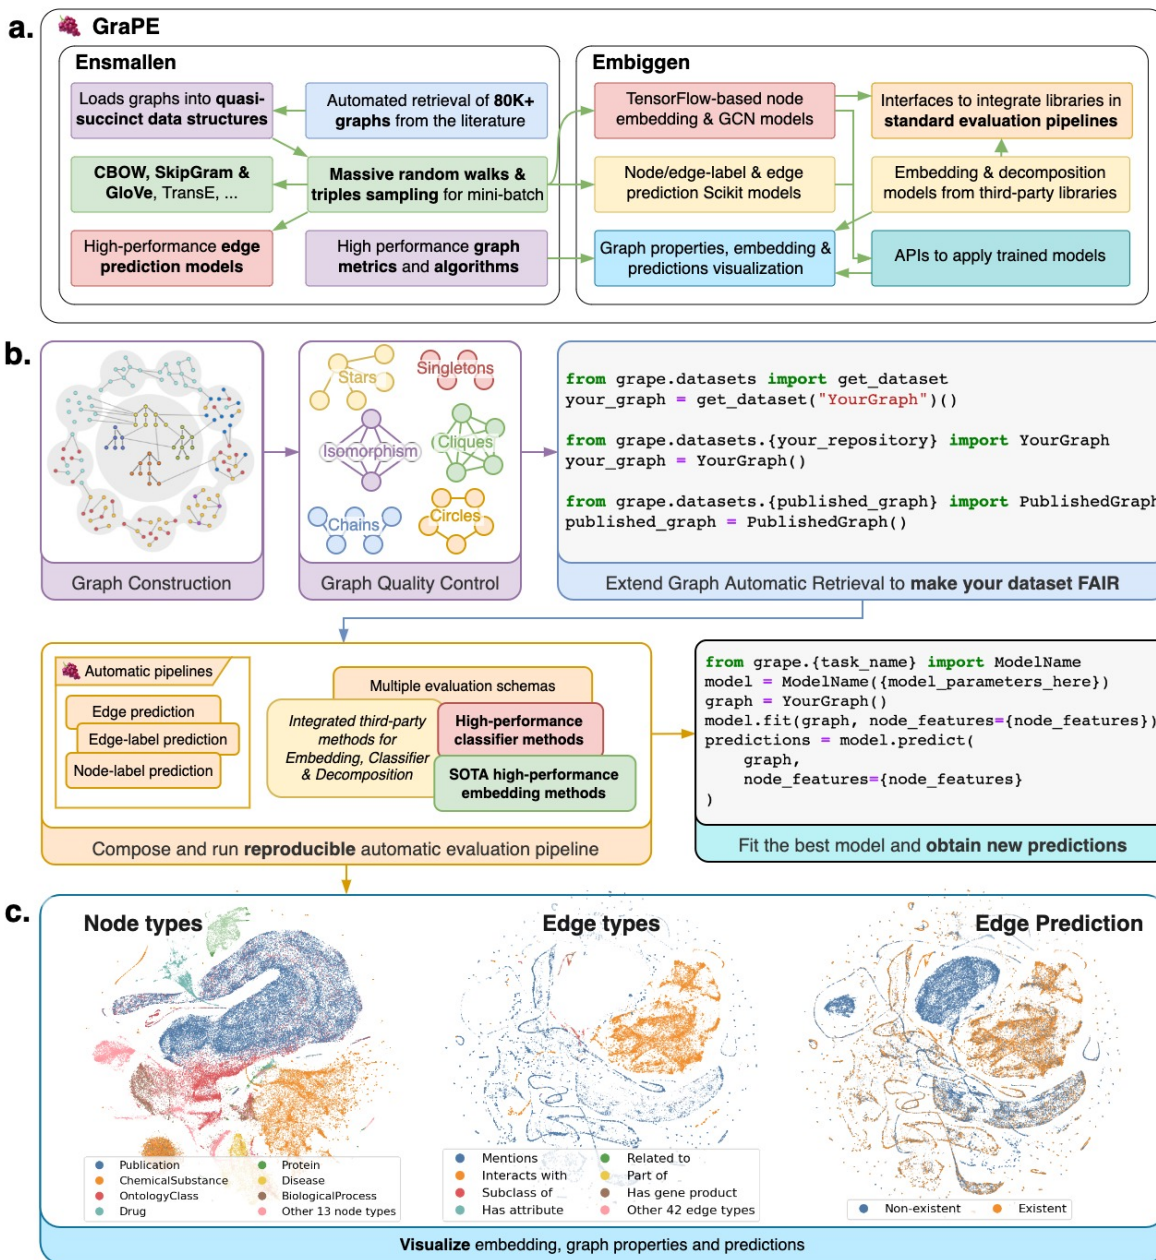 a.
GraPE
Ensmallen
Loads graphs into quasi-
succinct data structures
Automated retrieval of 80K+
graphs from the literature
CBOW, SkipGram &
GloVe, TransE, ...
Massive random walks &
triples sampling for mini-batch
High-performance edge
prediction models
High performance graph
metrics and algorithms
Embiggen
TensorFlow-based node
embedding & GCN models
Interfaces to integrate libraries in
standard evaluation pipelines
Node/edge-label & edge
prediction Scikit models
Embedding & decomposition
models from third-party libraries
Graph properties, embedding &
predictions visualization
APIs to apply trained models
b.
Graph Construction
Stars
Singletons
Isomorphism
Cliques
Chains
Circles
Graph Quality Control
from grape.datasets import get_dataset
your_graph = get_dataset("YourGraph")()
from grape.datasets.{your_repository} import YourGraph
your_graph = YourGraph()
from grape.datasets.{published_graph} import PublishedGraph
published_graph = PublishedGraph()
Extend Graph Automatic Retrieval to make your dataset FAIR
Automatic pipelines
Edge prediction
Edge-label prediction
Node-label prediction
Multiple evaluation schemas
Integrated third-party
methods for
Embedding, Classifier
& Decomposition
High-performance
classifier methods
SOTA high-performance
embedding methods
Compose and run reproducible automatic evaluation pipeline
from grape.{task_name} import ModelName
model = ModelName({model_parameters_here})
graph = YourGraph()
model.fit(graph, node_features={node_features})
predictions = model.predict(
graph,
node_features={node_features}
)
Fit the best model and obtain new predictions
c.
Node types
Publication
ChemicalSubstance
OntologyClass
Drug
Protein
Disease
BiologicalProcess
Other 13 node types
Edge types
Mentions
Interacts with
Subclass of
Has attribute
Related to
Part of
Has gene product
Other 42 edge types
Edge Prediction
Non-existent
Existent
Visualize embedding, graph properties and predictions